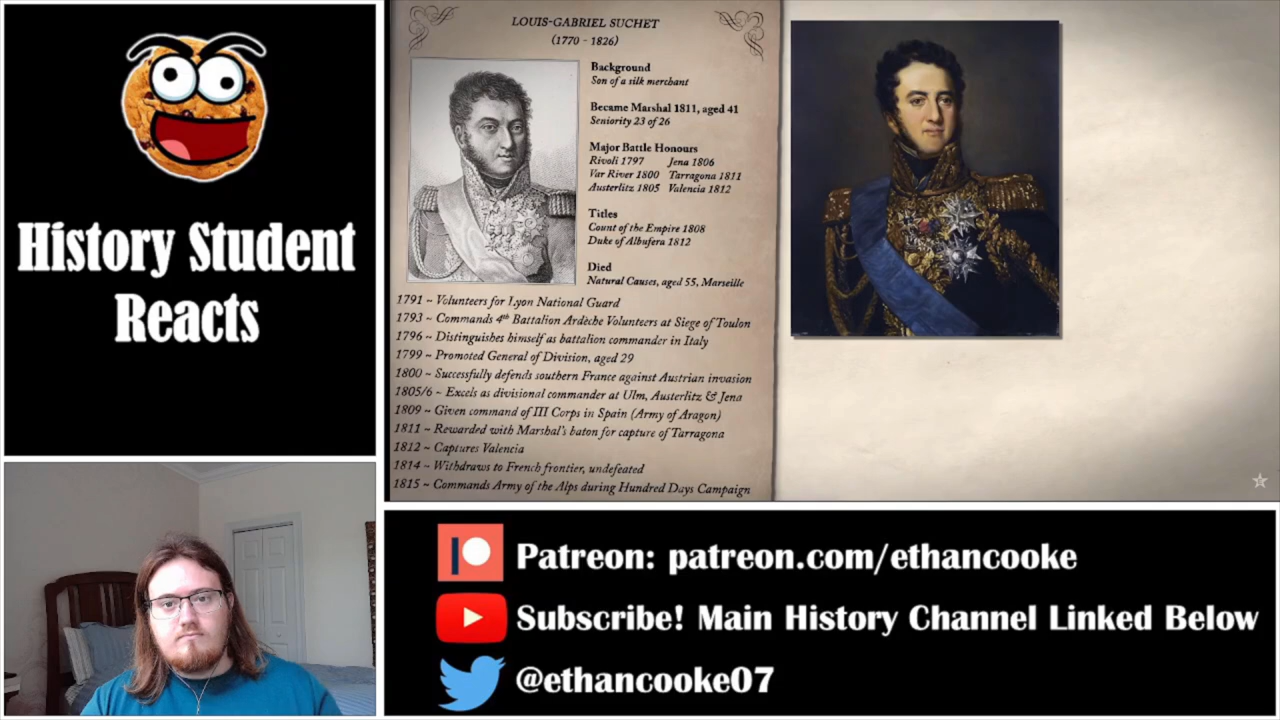 History Student
Reacts
LOUIS-GABRIEL SUCHET
(1770 - 1826)
Background
Son of a silk merchant
Became Marshal 1811, aged 41
Seniority 23 of 26
Major Battle Honours
Rivoli 1797 Jena 1806
Var River 1800 Tarragona 1811
Austerlitz 1805 Valencia 1812
Titles
Count of the Empire 1808
Duke of Albufera 1812
Died
Natural Causes, aged 55, Marseille
1791 ~ Volunteers for Lyon National Guard
1793 ~ Commands 4th Battalion Ardèche Volunteers at Siege of Toulon
1796 ~ Distinguishes himself as battalion commander in Italy
1799 ~ Promoted General of Division, aged 29
1800 ~ Successfully defends southern France against Austrian invasion
1805/6 ~ Excels as divisional commander at Ulm, Austerlitz & Jena
1809 ~ Given command of III Corps in Spain (Army of Aragon)
1811 ~ Rewarded with Marshal's baton for capture of Tarragona
1812 ~ Captures Valencia
1814 ~ Withdraws to French frontier, undefeated
1815 ~ Commands Army of the Alps during Hundred Days Campaign
Patreon: patreon.com/ethancooke
Subscribe! Main History Channel Linked Below
@ethancooke07